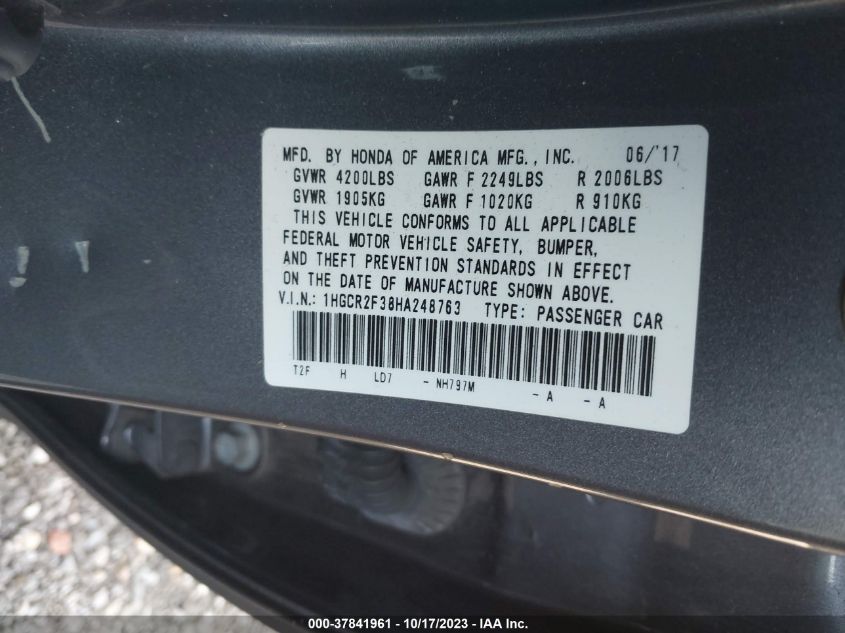 MFD. BY HONDA OF AMERICA MFG., INC. 06/'17
GVWR 4200LBS GAWR F 2249LBS R 2006LBS
GVWR 1905KG GAWR F 1020KG R 910KG
THIS VEHICLE CONFORMS TO ALL APPLICABLE
FEDERAL MOTOR VEHICLE SAFETY, BUMPER,
AND THEFT PREVENTION STANDARDS IN EFFECT
ON THE DATE OF MANUFACTURE SHOWN ABOVE.
V.I.N.: 1HGCR2F38HA248763 TYPE: PASSENGER CAR
T2F H LD7 - NH797M - A - A
000-37841961 - 10/17/2023 - IAA Inc.